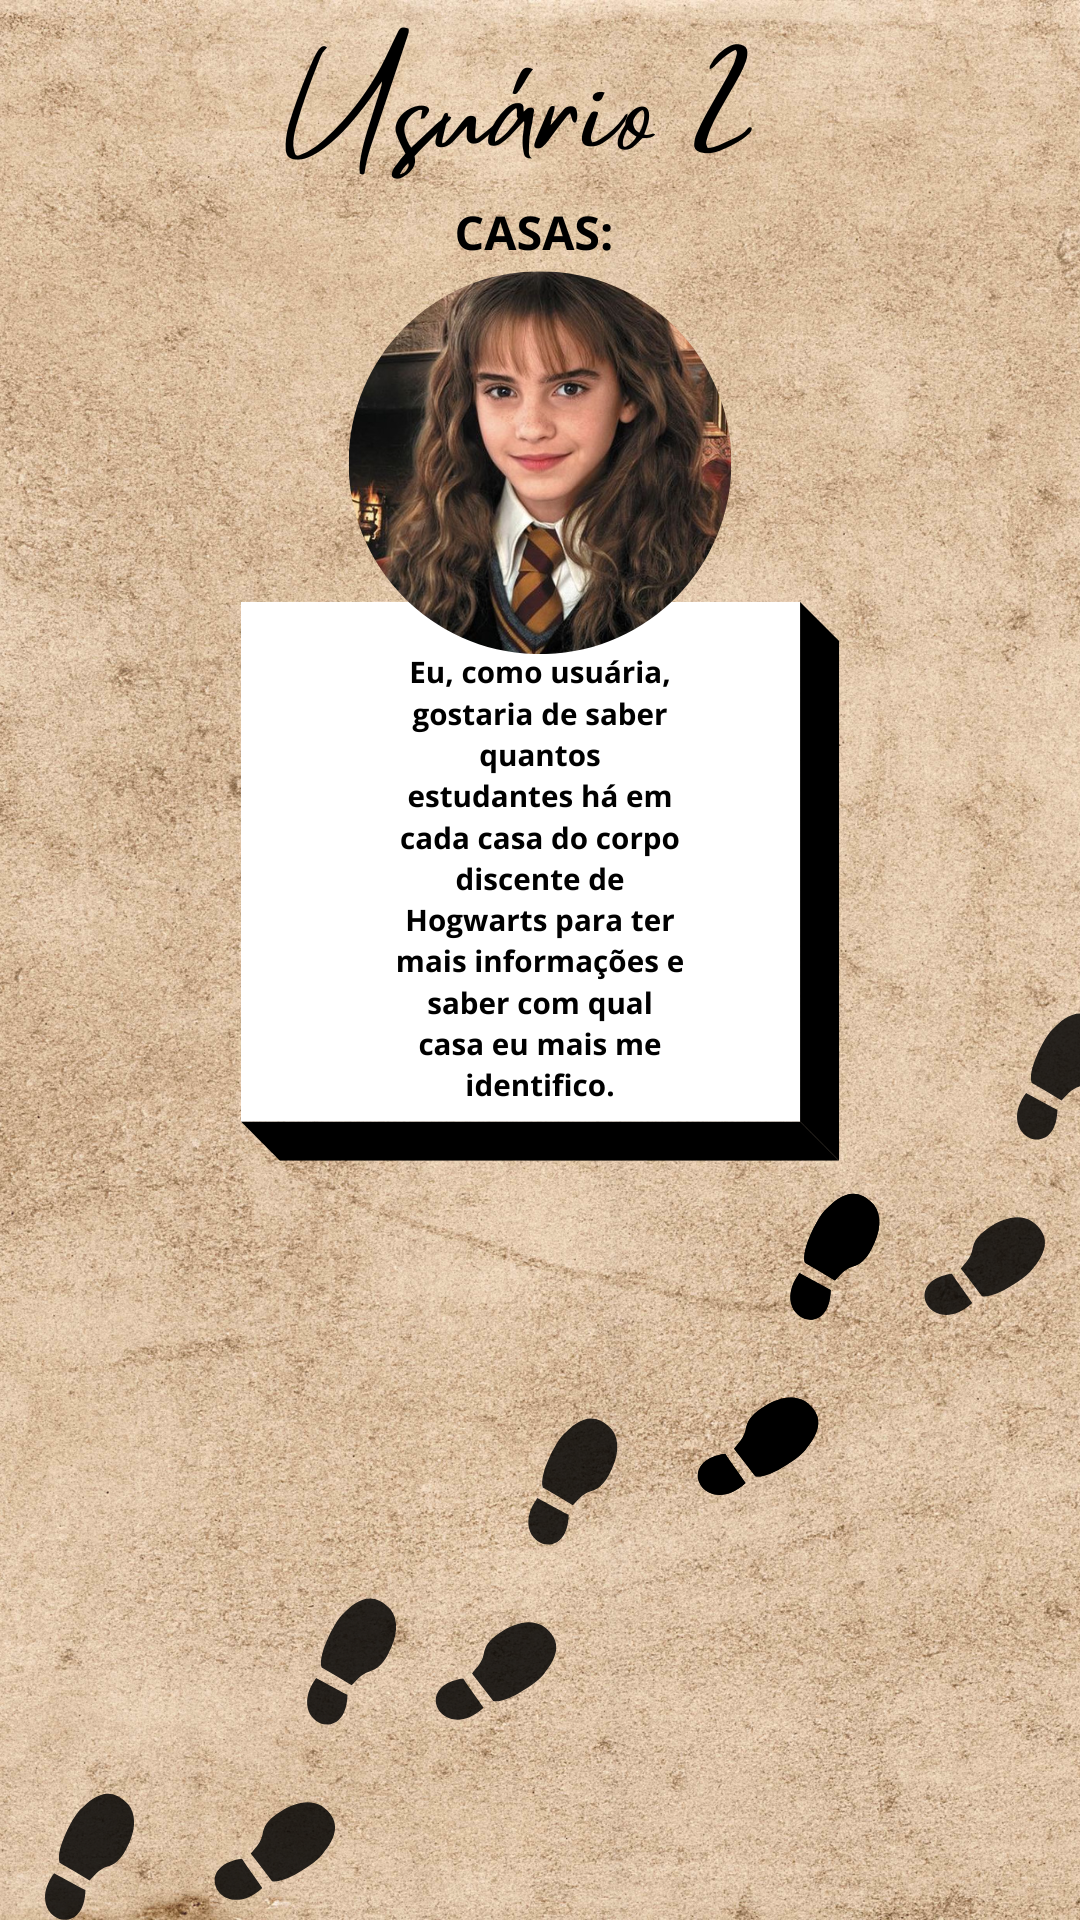 Usuário 2
CASAS:
Eu, como usuária,
gostaria de saber
quantos
estudantes há em
cada casa do corpo
discente de
Hogwarts para ter
mais informações e
saber com qual
casa eu mais me
identifico.